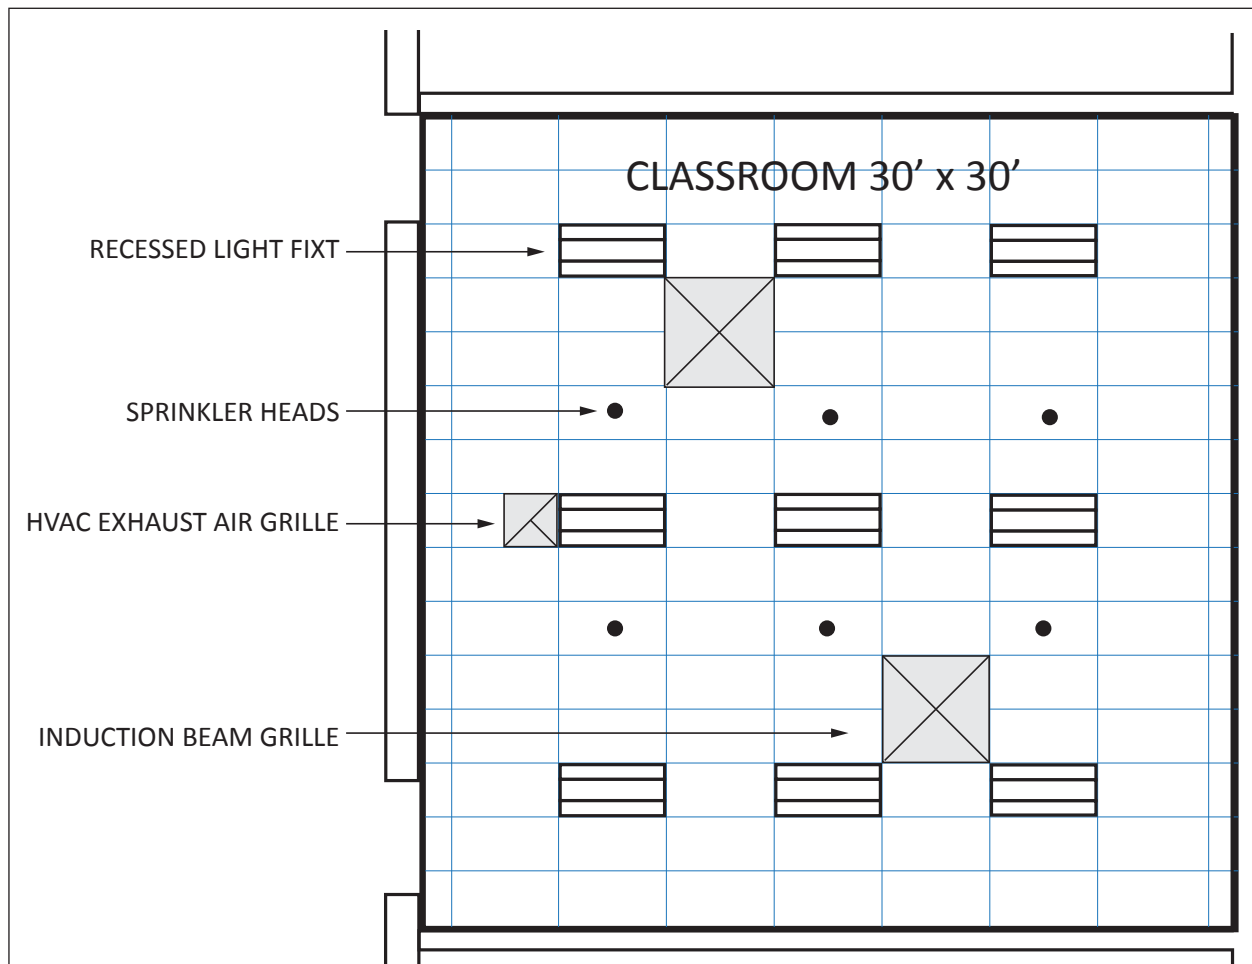 CLASSROOM 30’ x 30’
RECESSED LIGHT FIXT
SPRINKLER HEADS
HVAC EXHAUST AIR GRILLE
INDUCTION BEAM GRILLE